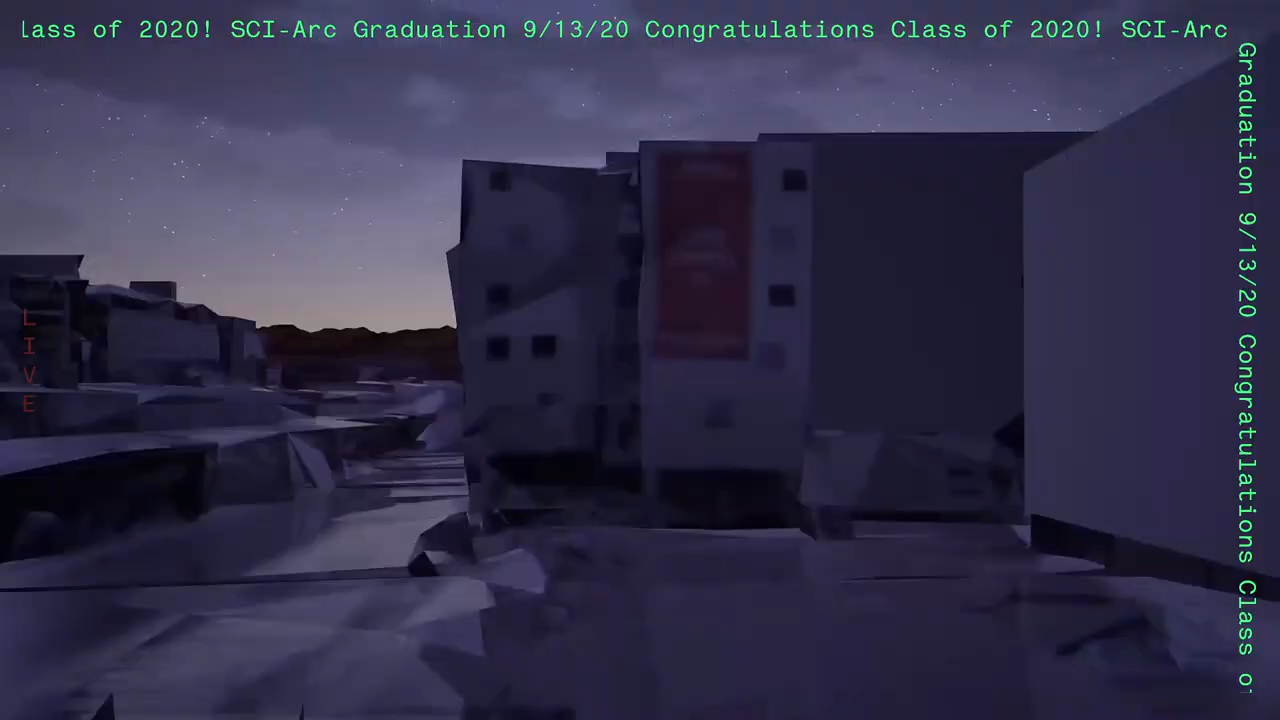 lass of 2020! SCI-Arc Graduation 9/13/20 Congratulations Class of 2020! SCI-Arc
Graduation 9/13/20 Congratulations Class o
LIVE